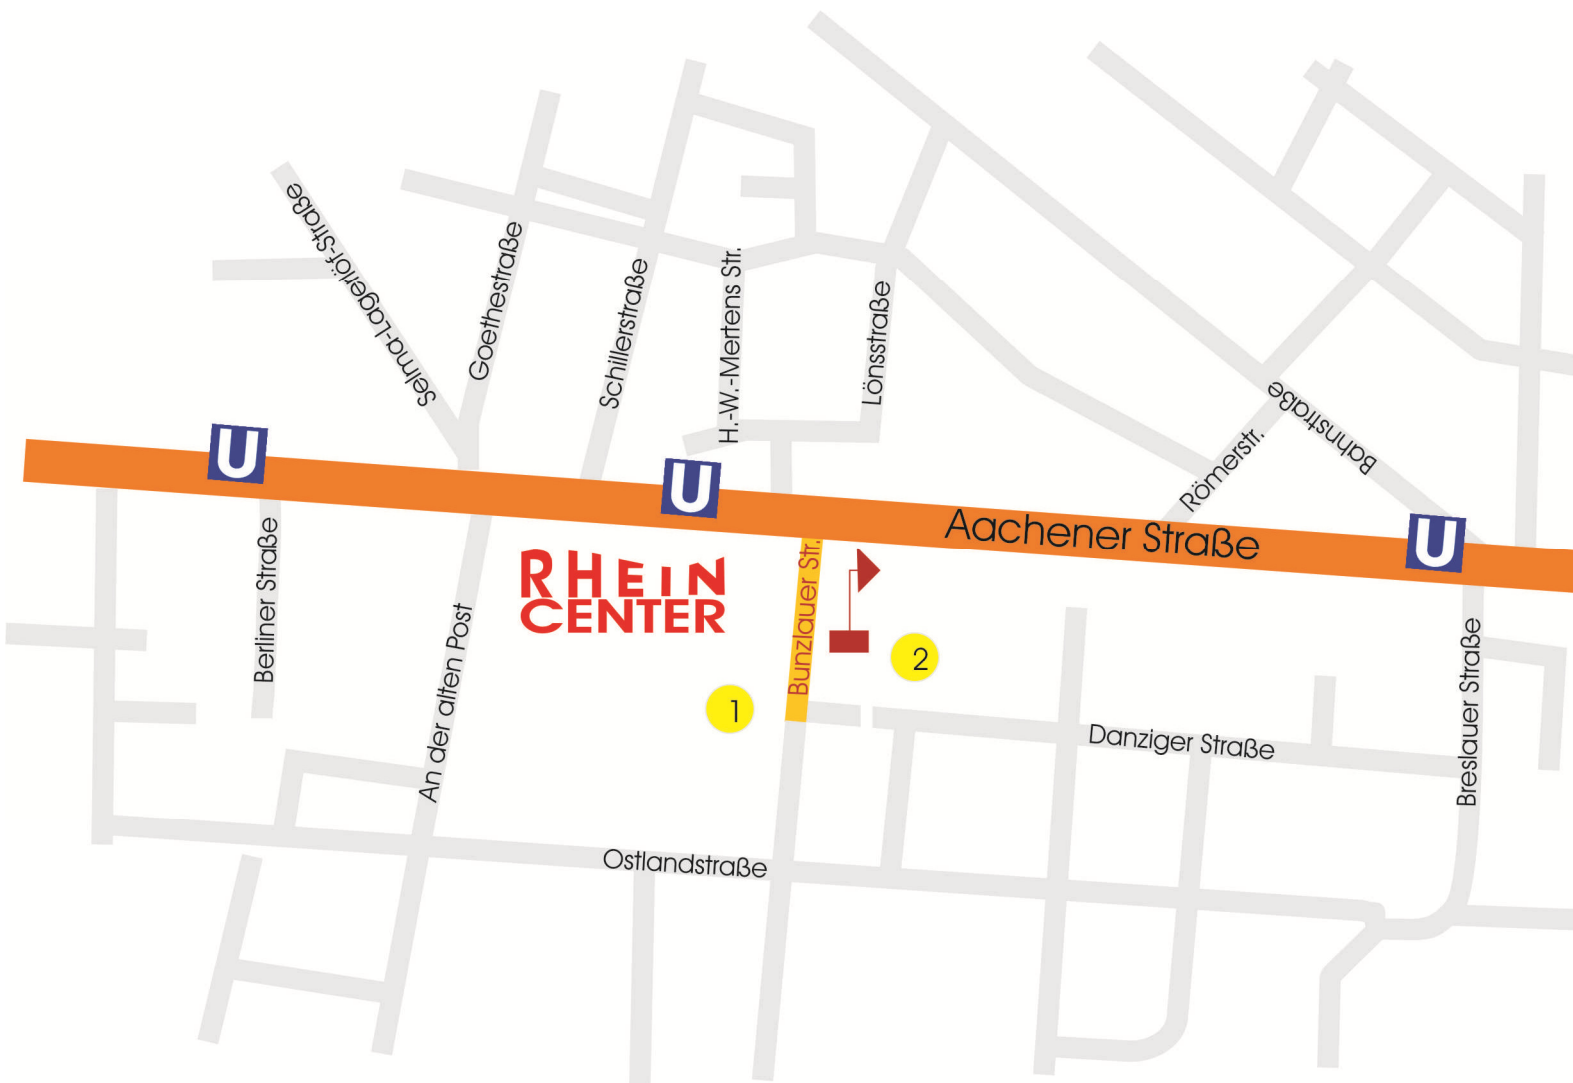 Selma-Lagerlöf-Straße
Goethestraße
Schillerstraße
H.-W.-Mertens Str.
Lönsstraße
Römerstr.
Bahnstraße
U
U
U
Aachener Straße
Berliner Straße
An der alten Post
RHEIN
CENTER
Bunzlauer Str.
1
2
Danziger Straße
Breslauer Straße
Ostlandstraße